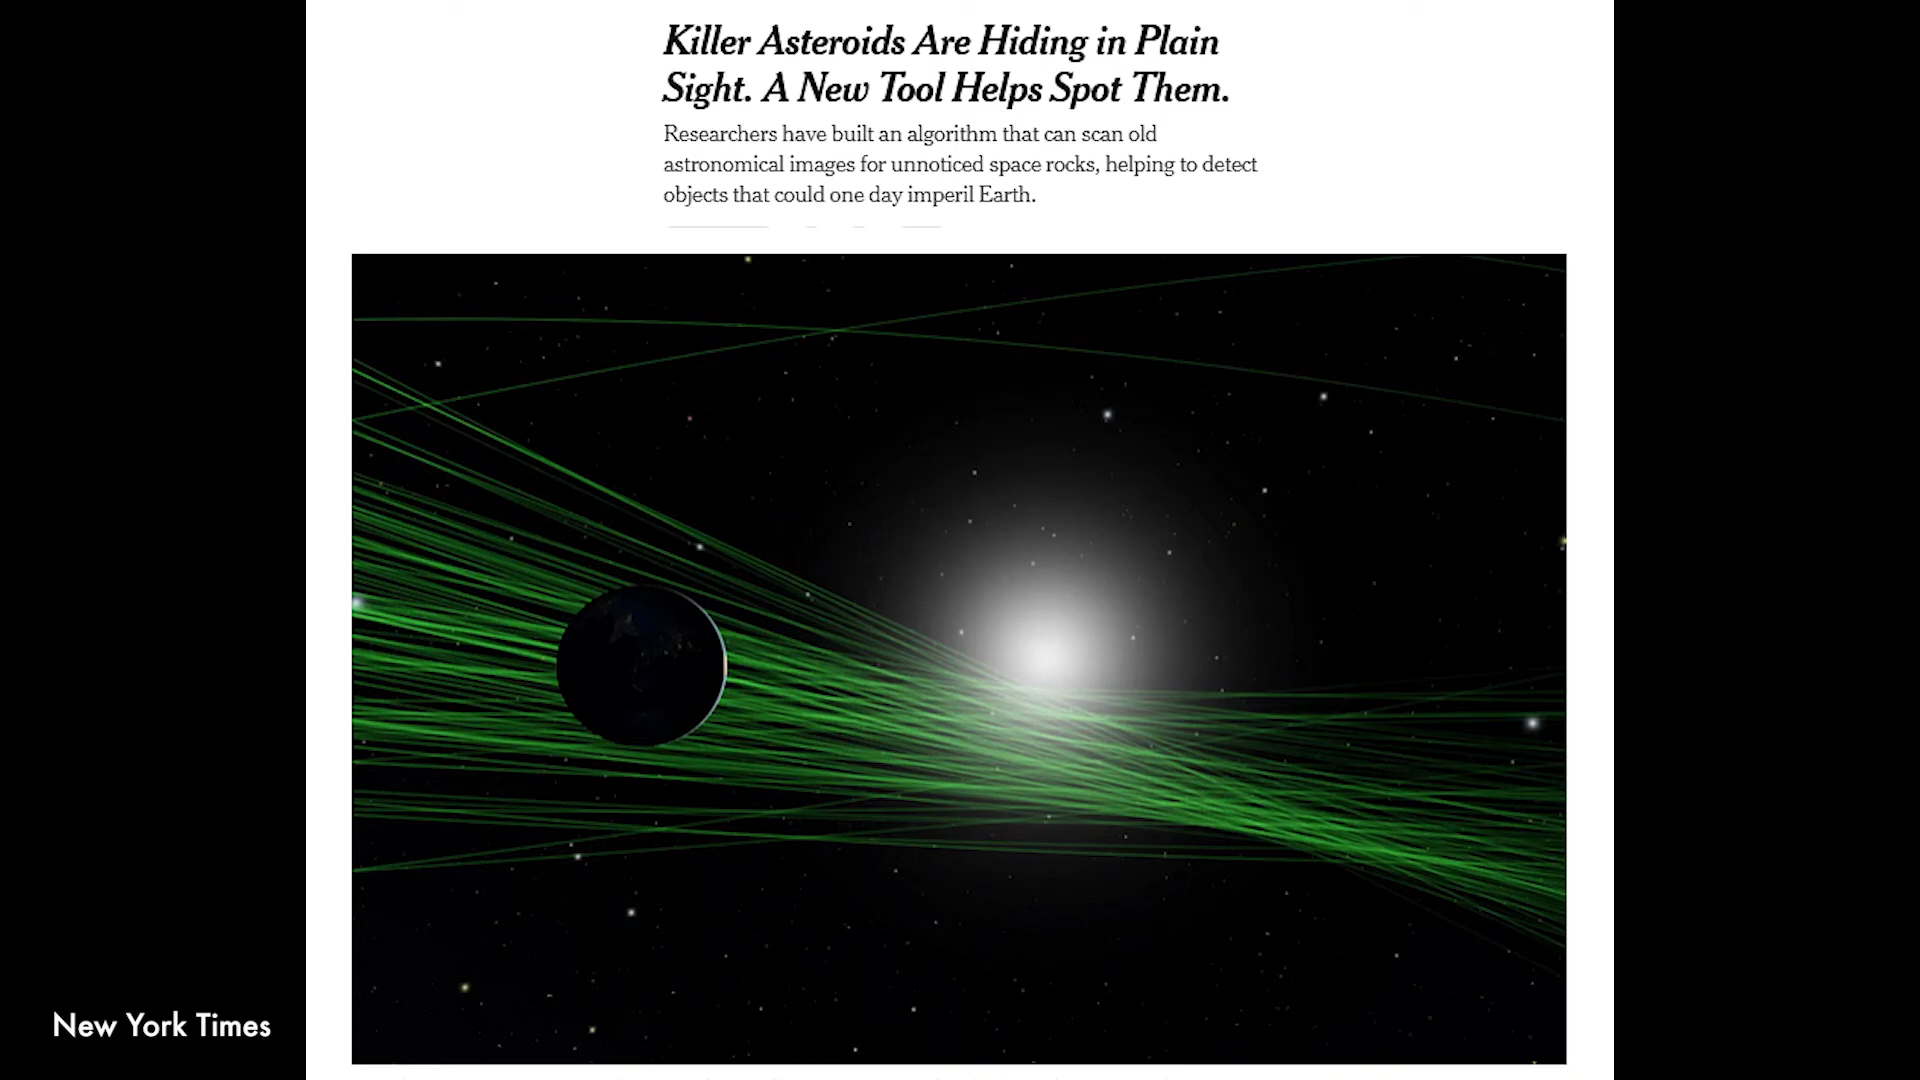 Killer Asteroids Are Hiding in Plain
Sight. A New Tool Helps Spot Them.
Researchers have built an algorithm that can scan old
astronomical images for unnoticed space rocks, helping to detect
objects that could one day imperil Earth.
New York Times